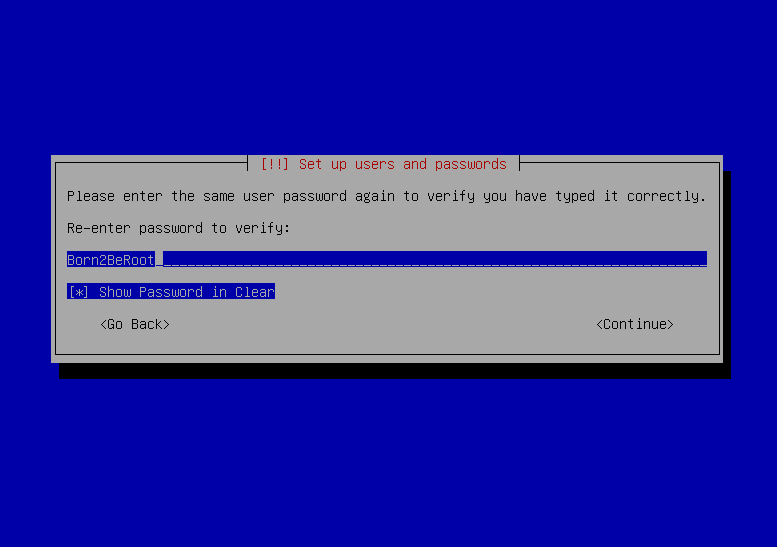 [!!] Set up users and passwords
Please enter the same user password again to verify you have typed it correctly.
Re-enter password to verify:
Born2BeRoot
[*] Show Password in Clear
<Go Back> <Continue>